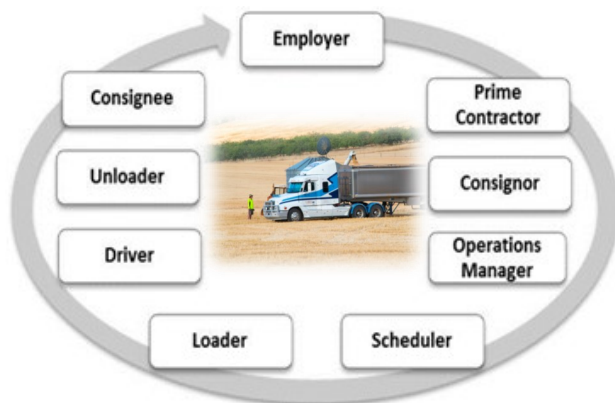 Employer
Prime
Contractor
Consignor
Operations
Manager
Scheduler
Loader
Driver
Unloader
Consignee